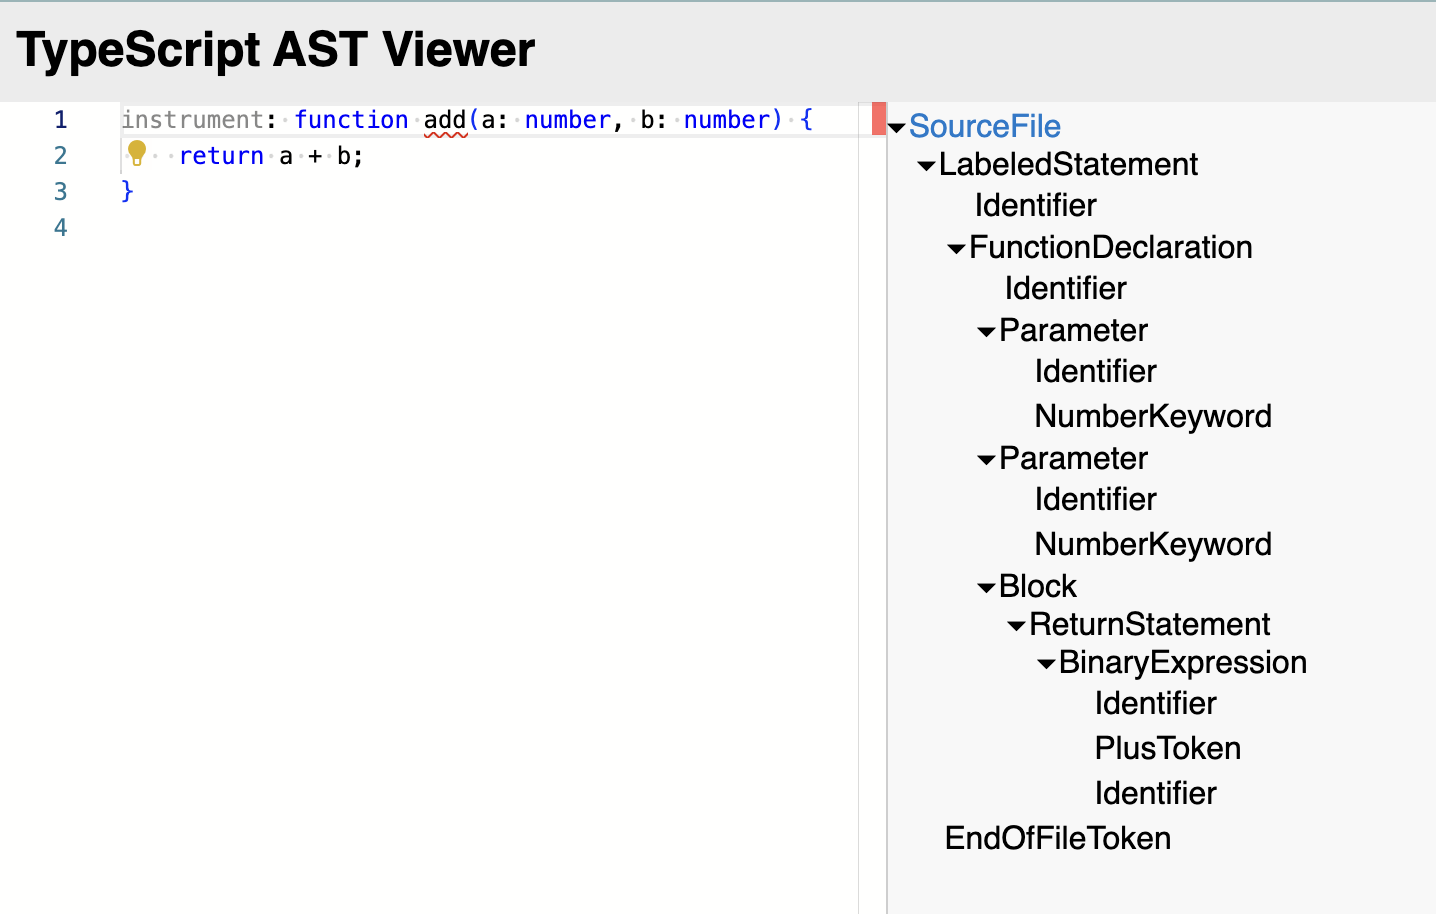 TypeScript AST Viewer
1 instrument: function add(a: number, b: number) {
2 return a + b;
3 }
4
SourceFile
LabeledStatement
Identifier
FunctionDeclaration
Identifier
Parameter
Identifier
NumberKeyword
Parameter
Identifier
NumberKeyword
Block
ReturnStatement
BinaryExpression
Identifier
PlusToken
Identifier
EndOfFileToken